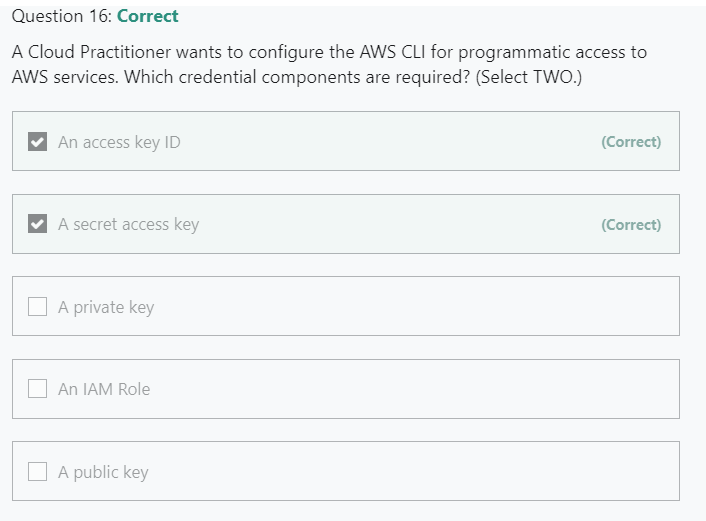 Question 16: Correct
A Cloud Practitioner wants to configure the AWS CLI for programmatic access to
AWS services. Which credential components are required? (Select TWO.)
An access key ID (Correct)
A secret access key (Correct)
A private key
An IAM Role
A public key